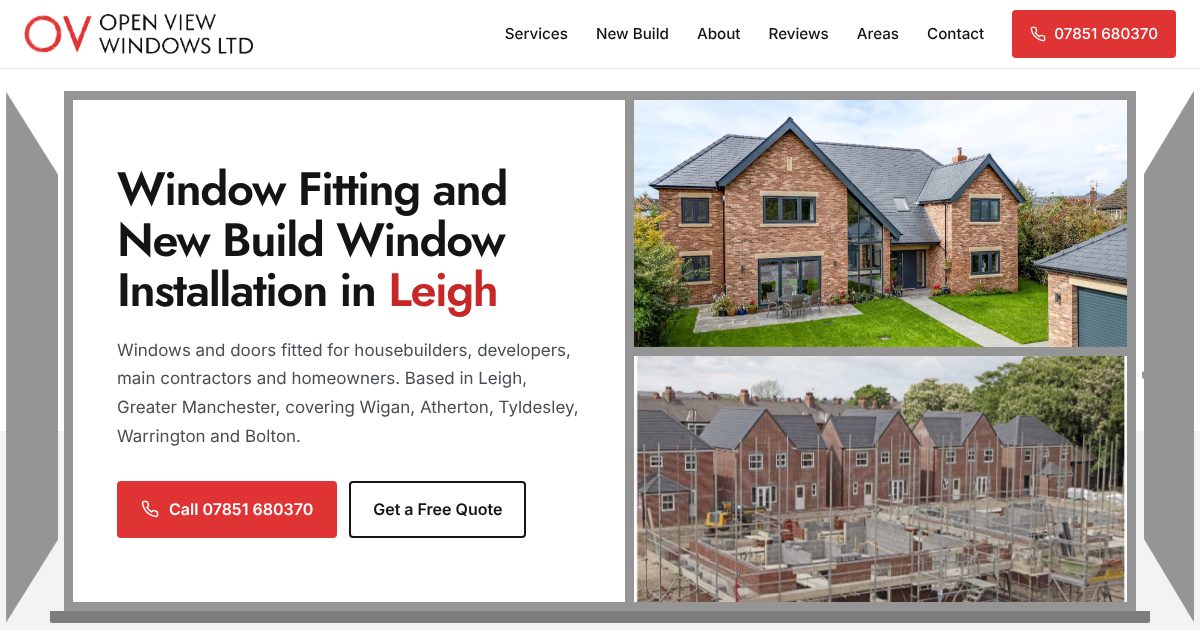 OV OPEN VIEW
WINDOWS LTD
Services New Build About Reviews Areas Contact 07851 680370
Window Fitting and
New Build Window
Installation in Leigh
Windows and doors fitted for housebuilders, developers,
main contractors and homeowners. Based in Leigh,
Greater Manchester, covering Wigan, Atherton, Tyldesley,
Warrington and Bolton.
Call 07851 680370 Get a Free Quote